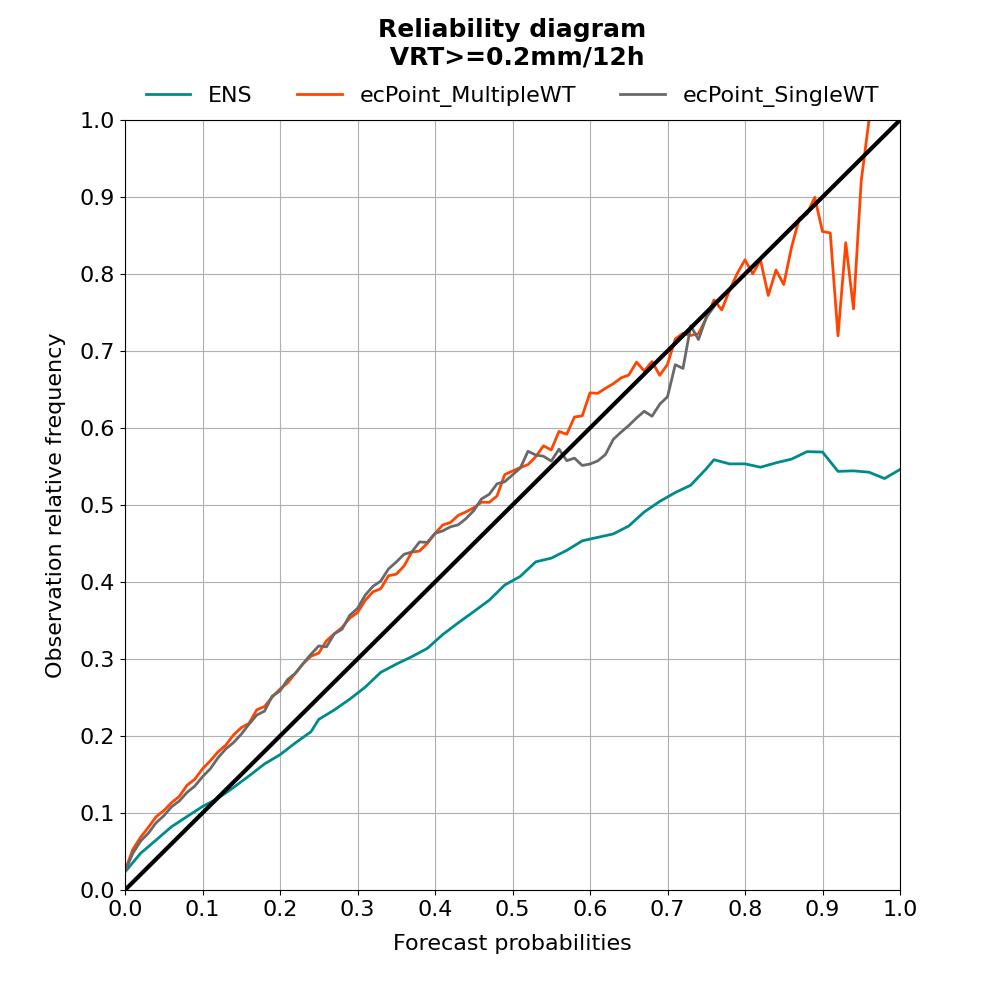 Reliability diagram
VRT>=0.2mm/12h
ENS ecPoint_MultipleWT ecPoint_SingleWT
1.0
0.9
0.8
0.7
0.6
0.5
0.4
0.3
0.2
0.1
0.0
Observation relative frequency
0.0 0.1 0.2 0.3 0.4 0.5 0.6 0.7 0.8 0.9 1.0
Forecast probabilities